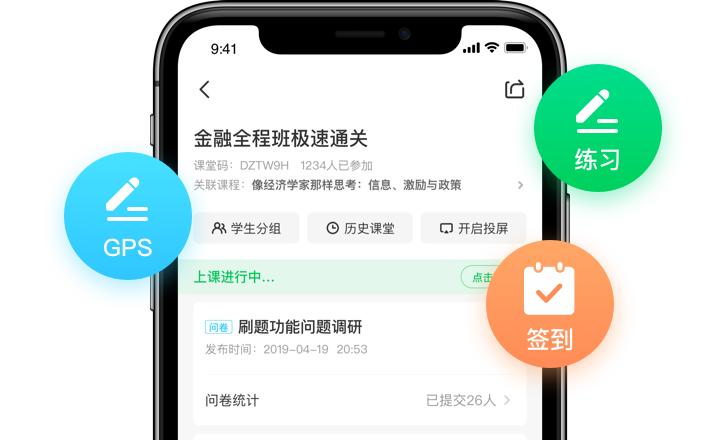 9:41
金融全程班极速通关
课堂码：DZTW9H 1234人已参加
关联课程：像经济学家那样思考：信息、激励与政策
学生分组 历史课堂 开启投屏
上课进行中... 点击
问卷 刷题功能问题调研
发布时间：2019-04-19 20:53
问卷统计 已提交26人
GPS
练习
签到